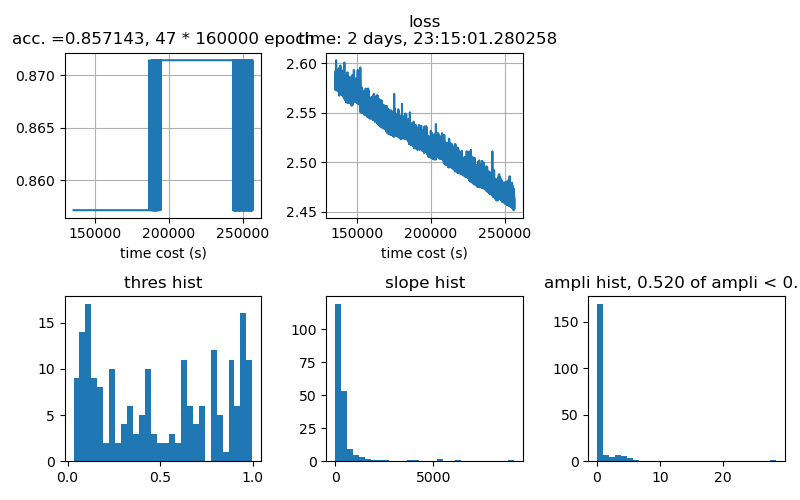 loss
acc. =0.857143, 47 * 160000 epoch
time: 2 days, 23:15:01.280258
0.870
0.865
0.860
150000 200000 250000
time cost (s)
2.60
2.55
2.50
2.45
150000 200000 250000
time cost (s)
thres hist
15
10
5
0
0.0 0.5 1.0
slope hist
100
75
50
25
0
0 5000
ampli hist, 0.520 of ampli < 0.
150
100
50
0
0 10 20